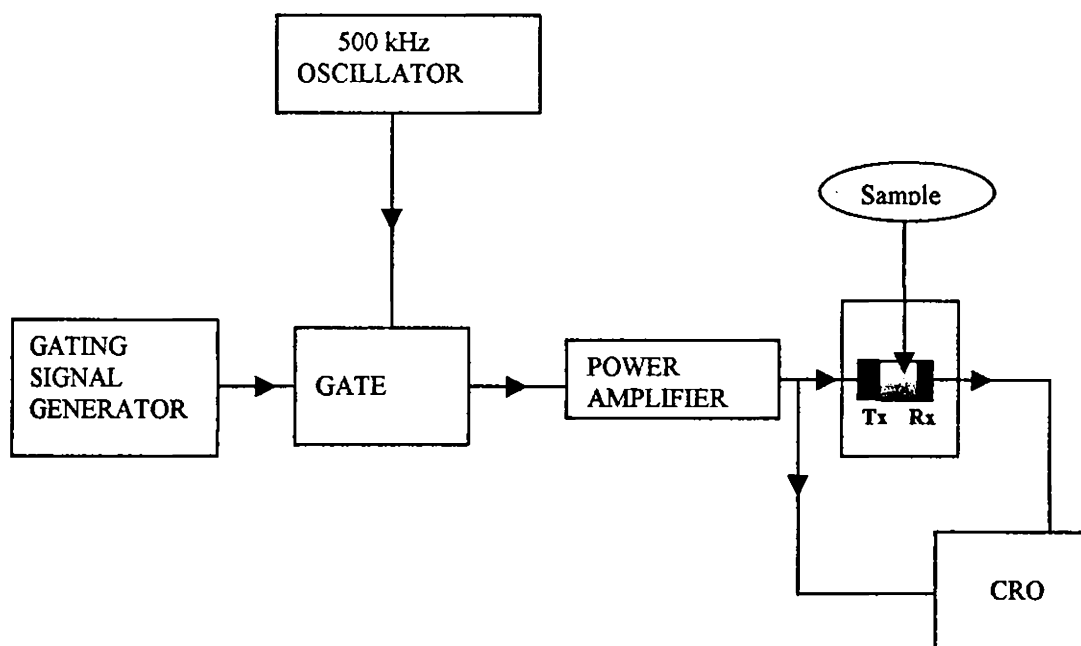 500 kHz
OSCILLATOR
Sample
GATING
SIGNAL
GENERATOR
GATE
POWER
AMPLIFIER
Tx Rx
CRO